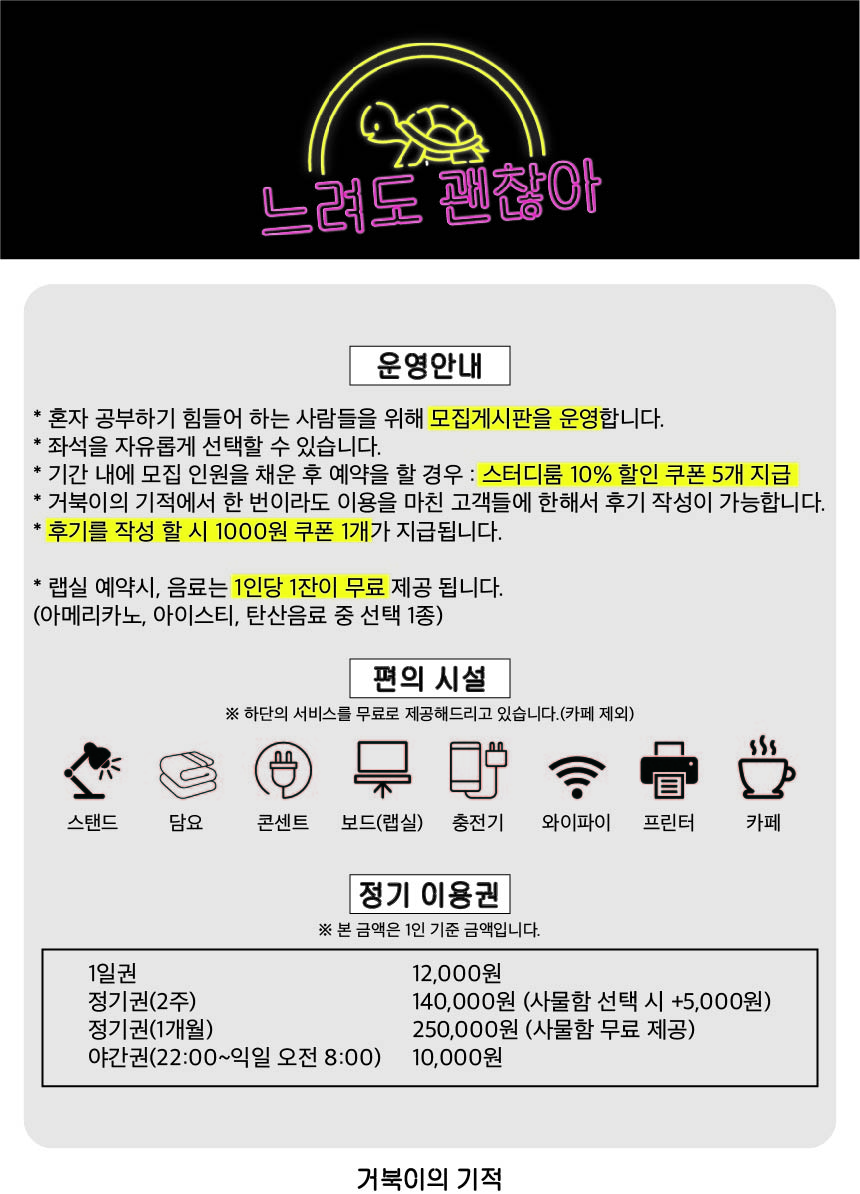 느려도 괜찮아
운영안내
* 혼자 공부하기 힘들어 하는 사람들을 위해 모집게시판을 운영합니다.
* 좌석을 자유롭게 선택할 수 있습니다.
* 기간 내에 모집 인원을 채운 후 예약을 할 경우 : 스터디룸 10% 할인 쿠폰 5개 지급
* 거북이의 기적에서 한 번이라도 이용을 마친 고객들에 한해서 후기 작성이 가능합니다.
* 후기를 작성 할 시 1000원 쿠폰 1개가 지급됩니다.
* 랩실 예약시, 음료는 1인당 1잔이 무료 제공 됩니다.
(아메리카노, 아이스티, 탄산음료 중 선택 1종)
편의 시설
※ 하단의 서비스를 무료로 제공해드리고 있습니다.(카페 제외)
스탠드 담요 콘센트 보드(랩실) 충전기 와이파이 프린터 카페
정기 이용권
※ 본 금액은 1인 기준 금액입니다.
1일권 12,000원
정기권(2주) 140,000원 (사물함 선택 시 +5,000원)
정기권(1개월) 250,000원 (사물함 무료 제공)
야간권(22:00~익일 오전 8:00) 10,000원
거북이의 기적